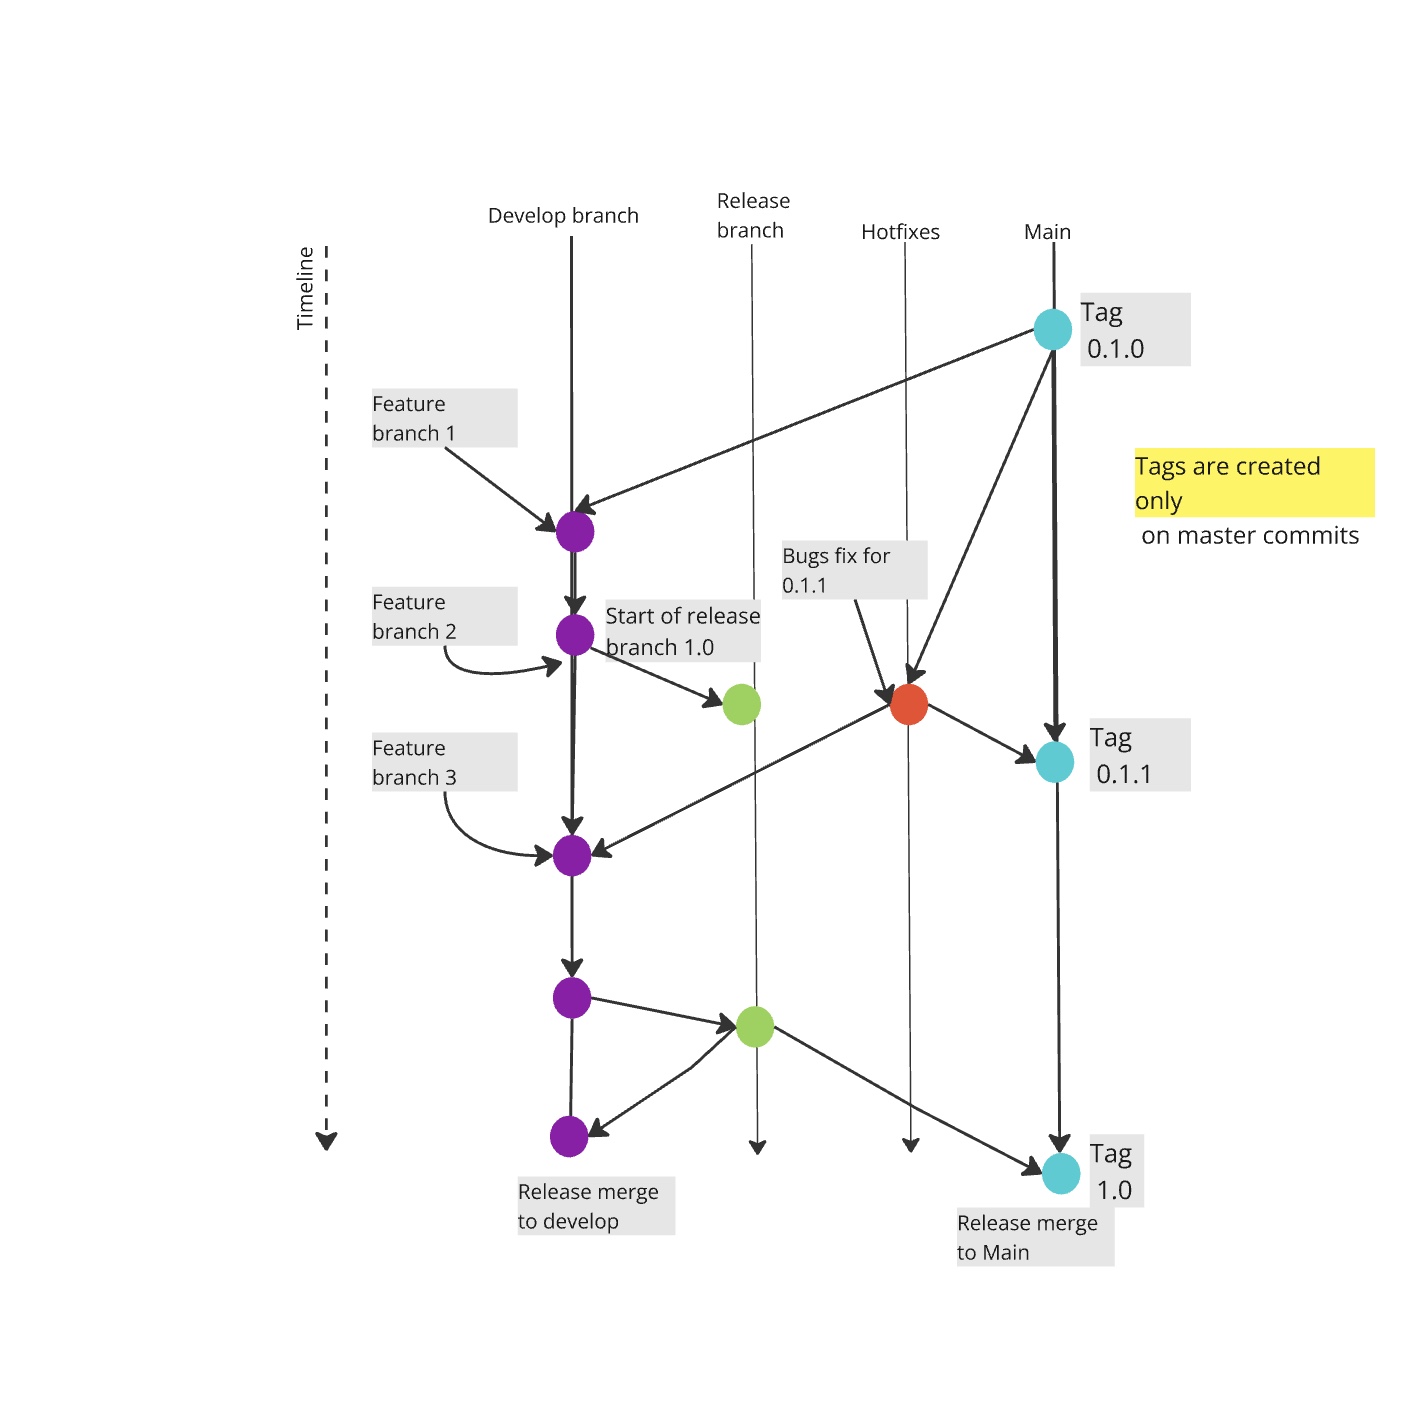 Develop branch
Release
branch
Hotfixes
Main
Timeline
Tag
0.1.0
Feature
branch 1
Tags are created
only
on master commits
Bugs fix for
0.1.1
Feature
branch 2
Start of release
branch 1.0
Tag
0.1.1
Feature
branch 3
Tag
1.0
Release merge
to develop
Release merge
to Main